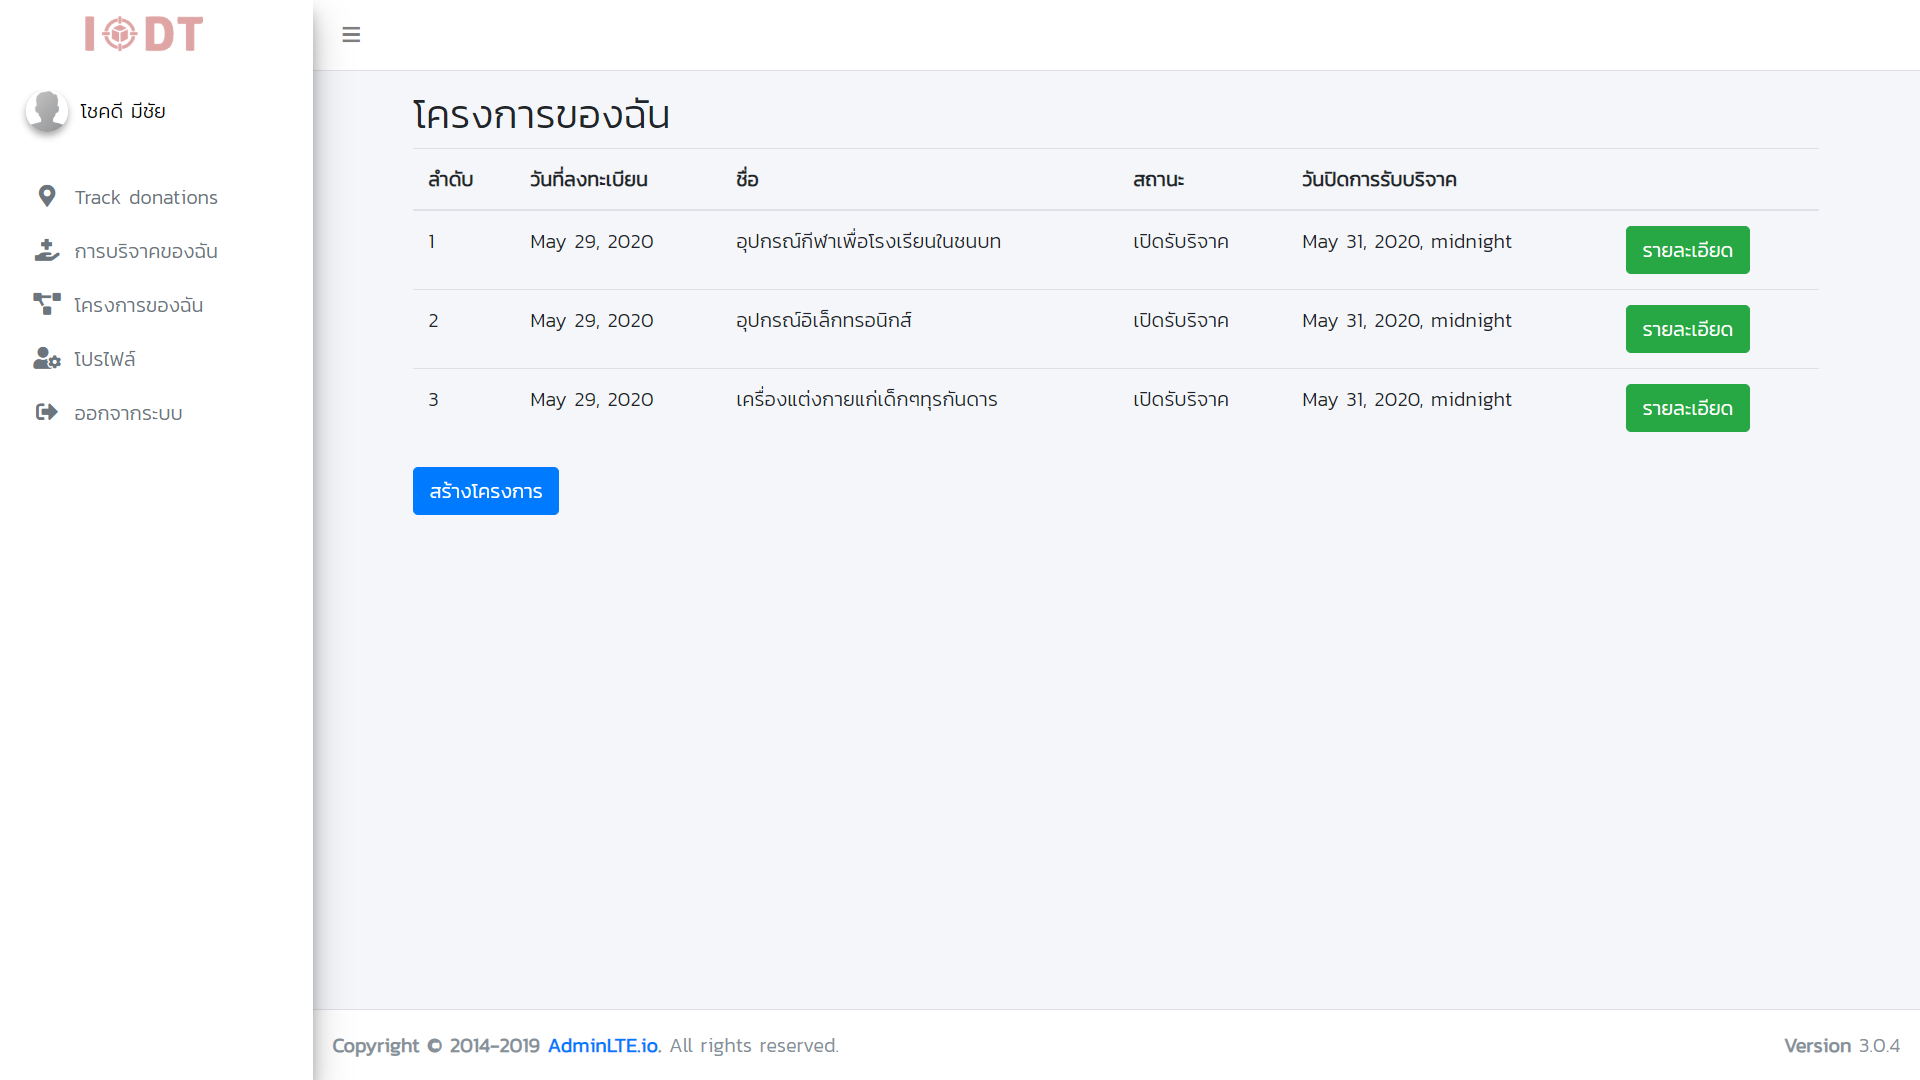 I DT
โชคดี มีชัย
Track donations
การบริจาคของฉัน
โครงการของฉัน
โปรไฟล์
ออกจากระบบ
โครงการของฉัน
ลำดับ วันที่ลงทะเบียน ชื่อ สถานะ วันปิดการรับบริจาค
1 May 29, 2020 อุปกรณ์กีฬาเพื่อโรงเรียนในชนบท เปิดรับบริจาค May 31, 2020, midnight รายละเอียด
2 May 29, 2020 อุปกรณ์อิเล็กทรอนิกส์ เปิดรับบริจาค May 31, 2020, midnight รายละเอียด
3 May 29, 2020 เครื่องแต่งกายแก่เด็กๆทุรกันดาร เปิดรับบริจาค May 31, 2020, midnight รายละเอียด
สร้างโครงการ
Copyright © 2014-2019 AdminLTE.io. All rights reserved. Version 3.0.4